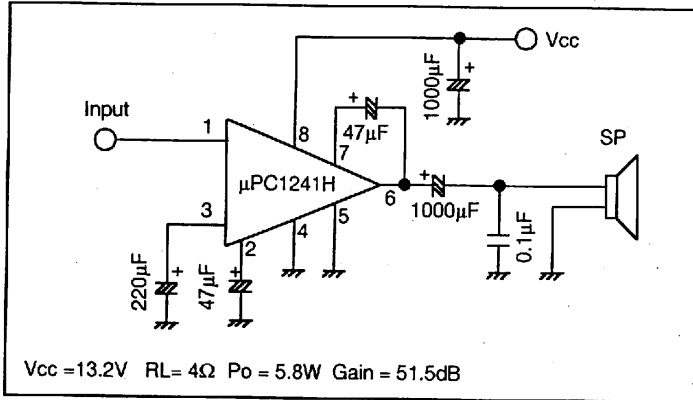 Vcc
+
1000µF
+
47µF
Input
1
8
7
SP
µPC1241H
6
+
1000µF
3
2
4
5
0.1µF
220µF
+
47µF
+
Vcc =13.2V RL= 4Ω Po = 5.8W Gain = 51.5dB